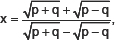 x = (√(p+q) + √(p−q)) / (√(p+q) − √(p−q)),